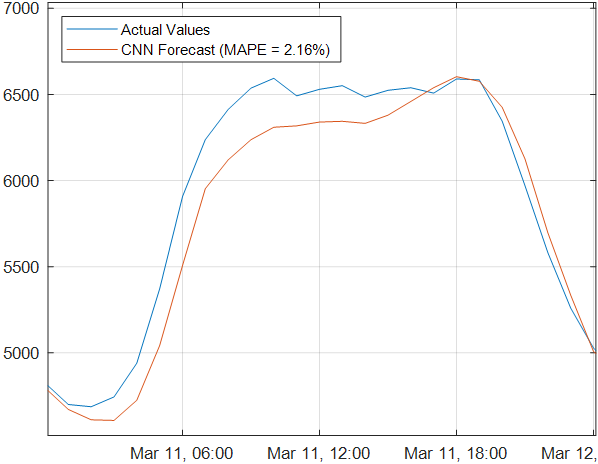 7000
Actual Values
CNN Forecast (MAPE = 2.16%)
6500
6000
5500
5000
Mar 11, 06:00 Mar 11, 12:00 Mar 11, 18:00 Mar 12,